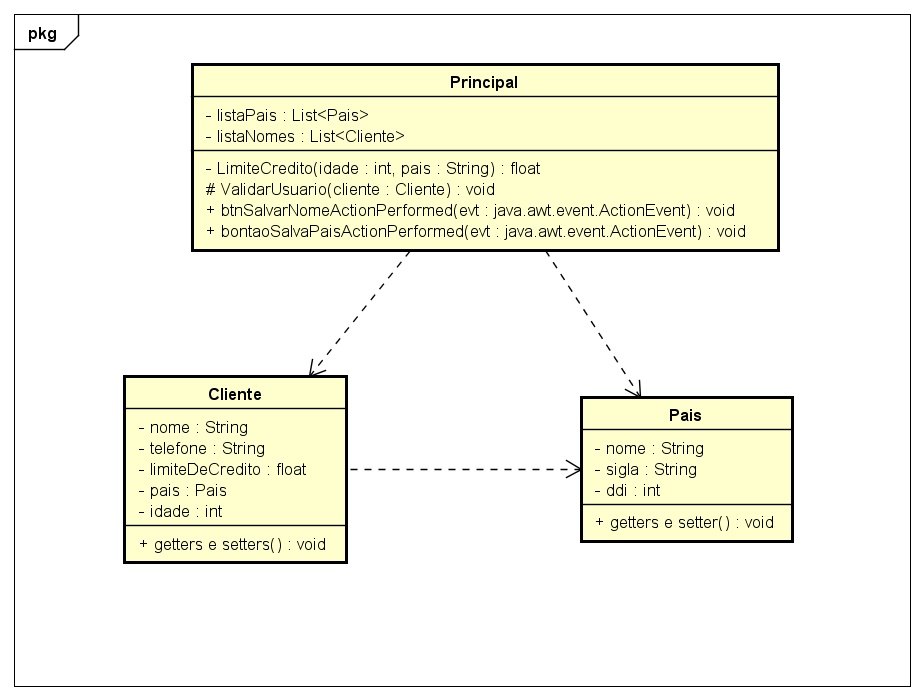 pkg
Principal
- listaPais : List<Pais>
- listaNomes : List<Cliente>
- LimiteCredito(idade : int, pais : String) : float
# ValidarUsuario(cliente : Cliente) : void
+ btnSalvarNomeActionPerformed(evt : java.awt.event.ActionEvent) : void
+ bontaoSalvaPaisActionPerformed(evt : java.awt.event.ActionEvent) : void
Cliente
- nome : String
- telefone : String
- limiteDeCredito : float
- pais : Pais
- idade : int
+ getters e setters() : void
Pais
- nome : String
- sigla : String
- ddi : int
+ getters e setter() : void